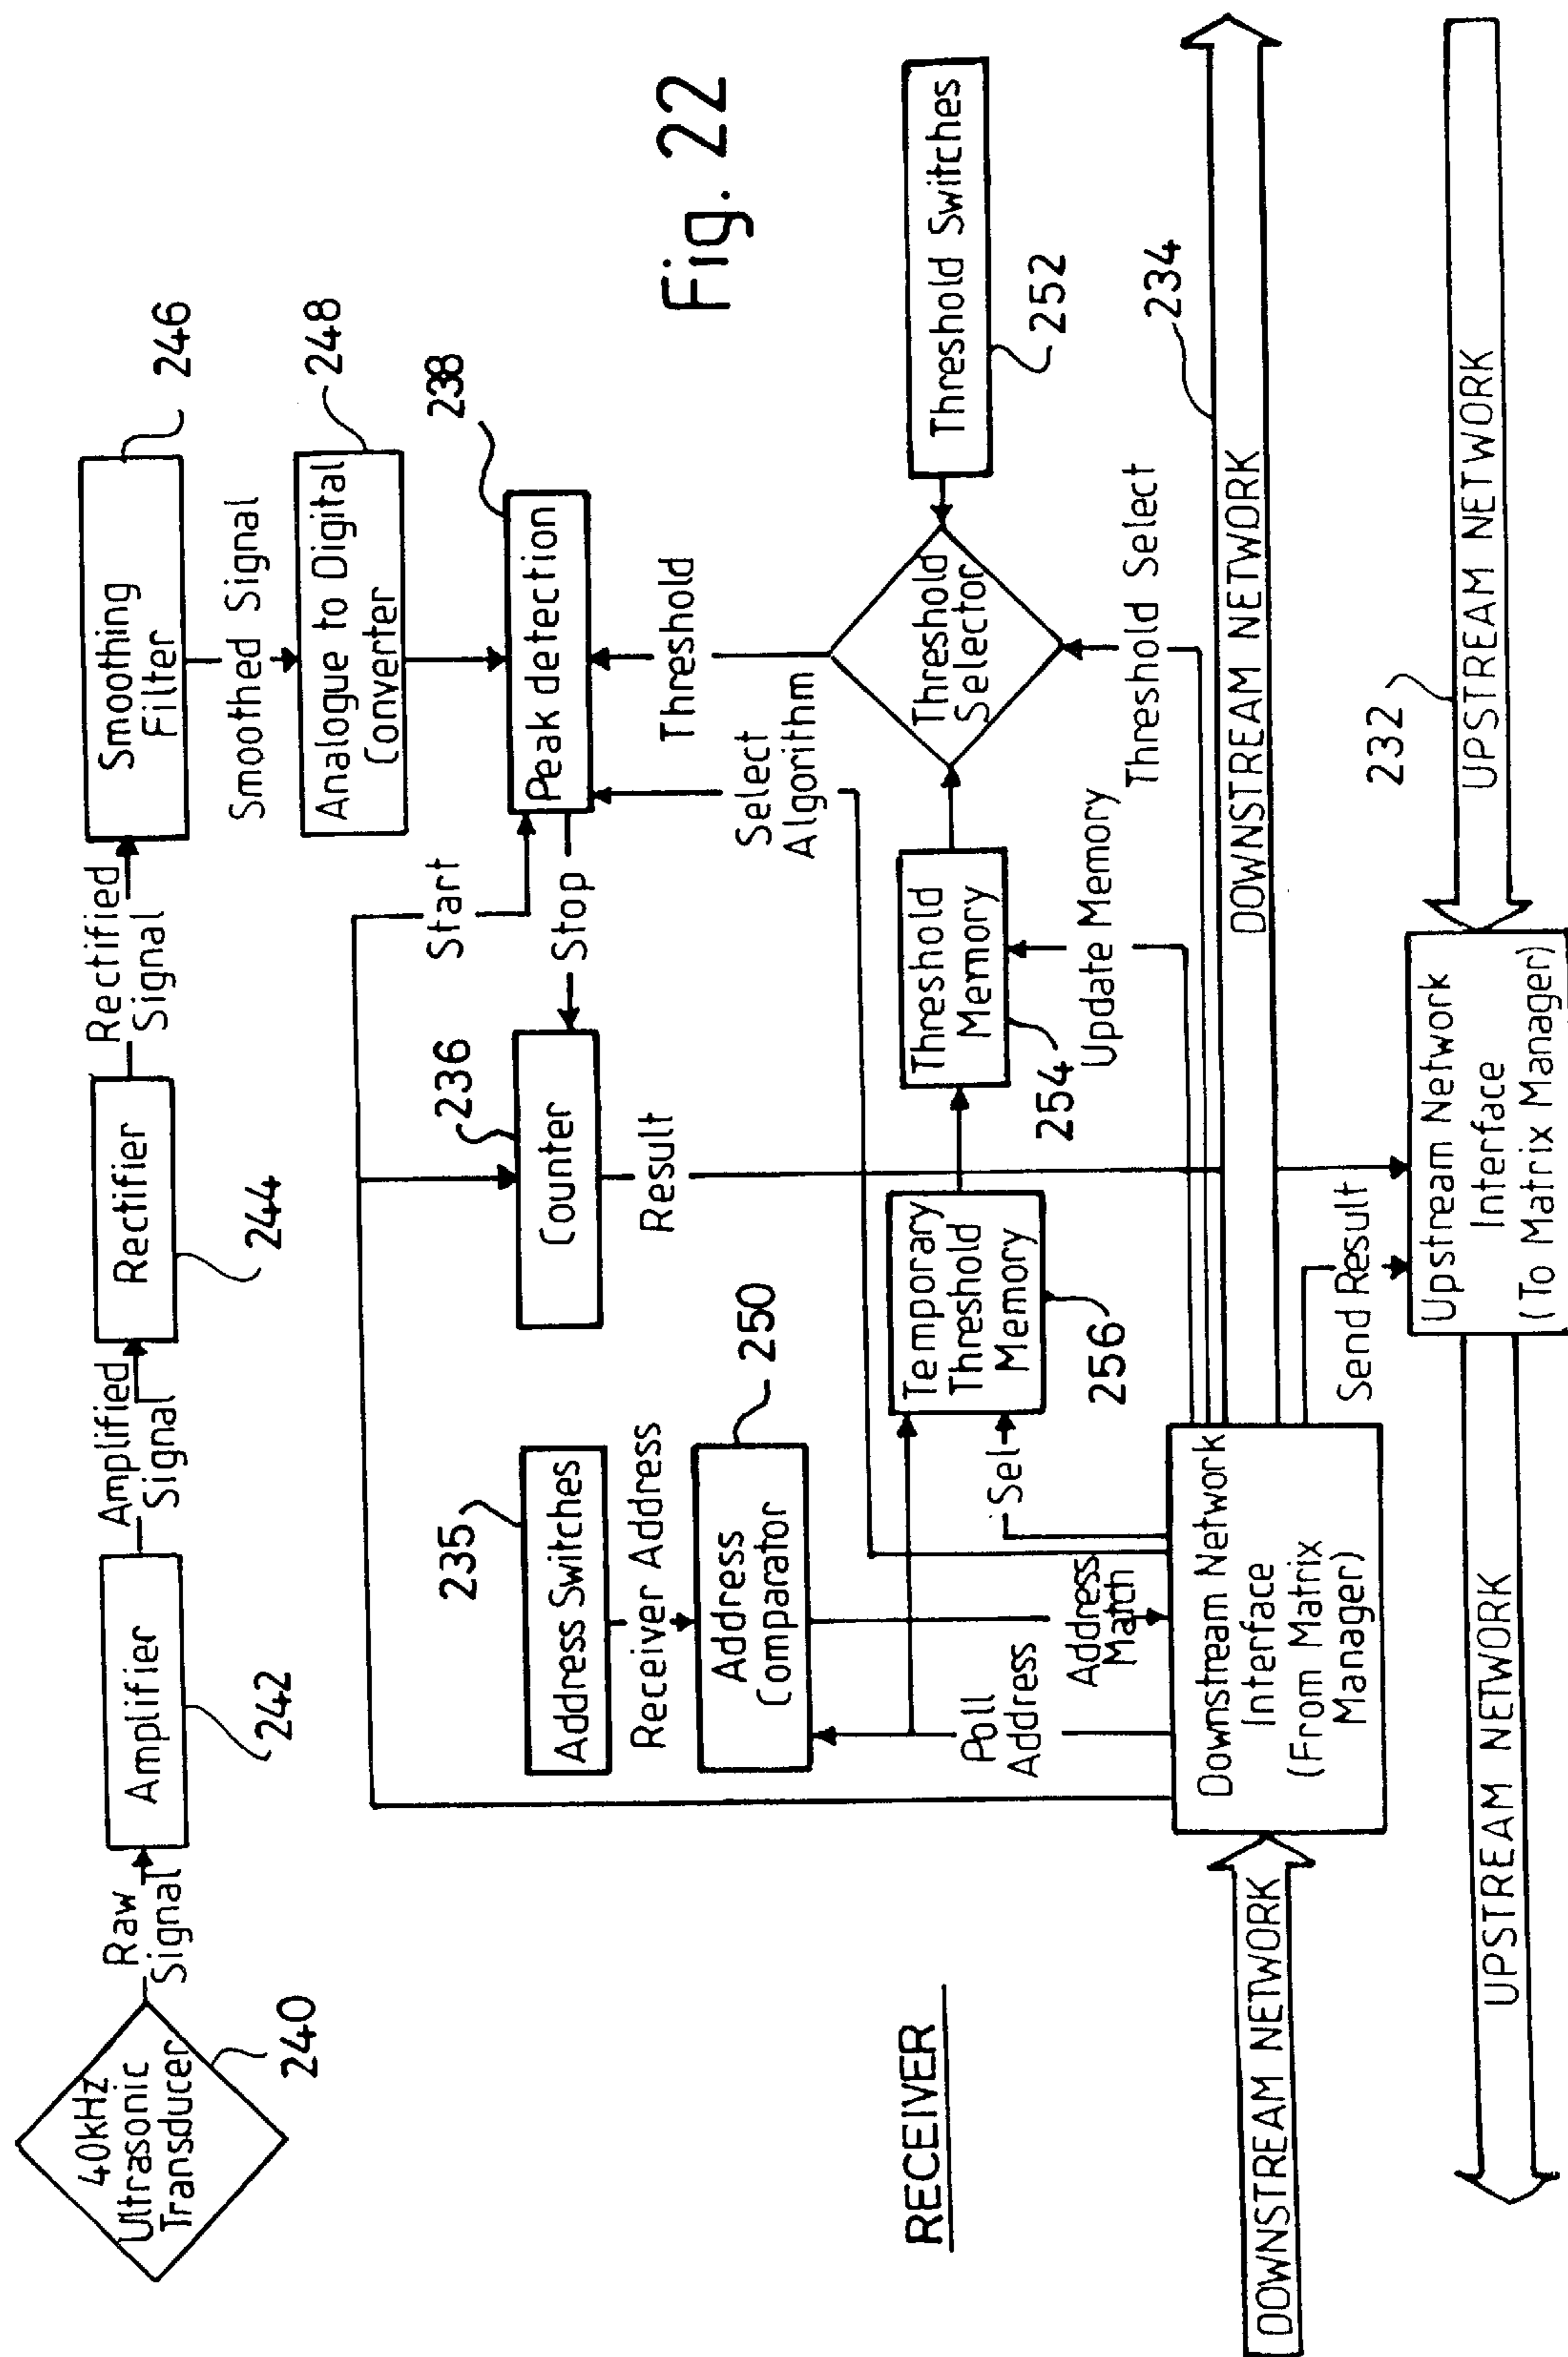 40kHz
Ultrasonic
Transducer
240
Raw
Signal
Amplifier
242
Amplified
Signal
Rectifier
244
Rectified
Signal
Smoothing
Filter
246
Smoothed Signal
Analogue to Digital
Converter
248
Start
Peak detection
238
Stop
Counter
236
Result
Select
Algorithm
Threshold
Address Switches
235
Receiver Address
Address
Comparator
250
Poll
Address
Address
Match
Sel
Temporary
Threshold
Memory
256
Threshold
Memory
254
Update Memory
Threshold
Selector
Threshold Select
Threshold Switches
252
Fig. 22
RECEIVER
DOWNSTREAM NETWORK
Downstream Network
Interface
(From Matrix
Manager)
DOWNSTREAM NETWORK
234
Send Result
UPSTREAM NETWORK
Upstream Network
Interface
(To Matrix Manager)
UPSTREAM NETWORK
232